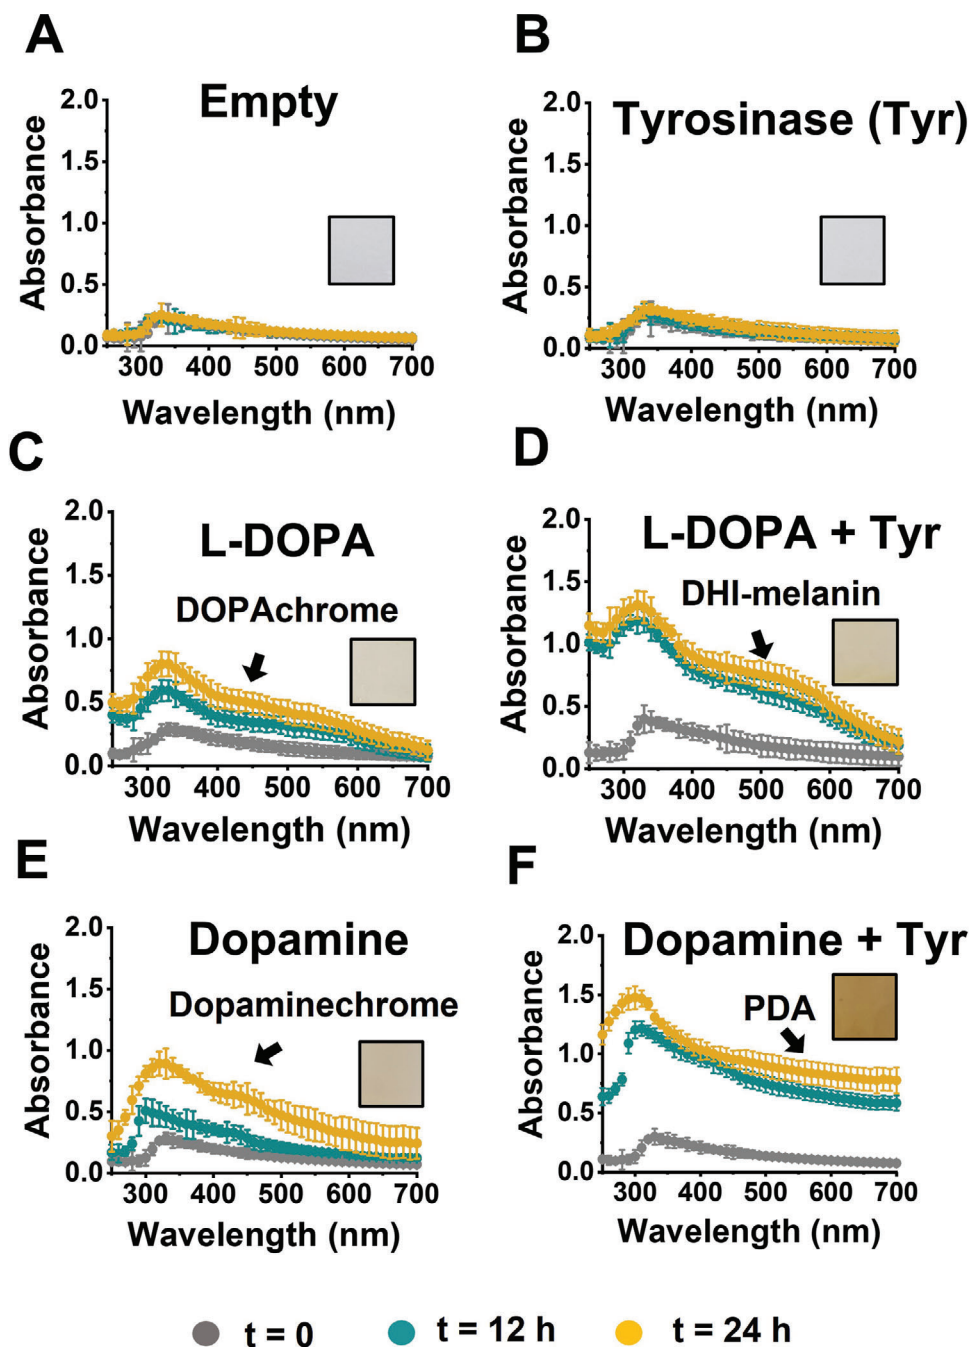 A
Empty
Absorbance
2.0
1.5
1.0
0.5
0.0
300 400 500 600 700
Wavelength (nm)
B
Tyrosinase (Tyr)
Absorbance
2.0
1.5
1.0
0.5
0.0
300 400 500 600 700
Wavelength (nm)
C
L-DOPA
DOPAchrome
Absorbance
2.0
1.5
1.0
0.5
0.0
300 400 500 600 700
Wavelength (nm)
D
L-DOPA + Tyr
DHI-melanin
Absorbance
2.0
1.5
1.0
0.5
0.0
300 400 500 600 700
Wavelength (nm)
E
Dopamine
Dopaminechrome
Absorbance
2.0
1.5
1.0
0.5
0.0
300 400 500 600 700
Wavelength (nm)
F
Dopamine + Tyr
PDA
Absorbance
2.0
1.5
1.0
0.5
0.0
300 400 500 600 700
Wavelength (nm)
t = 0 t = 12 h t = 24 h